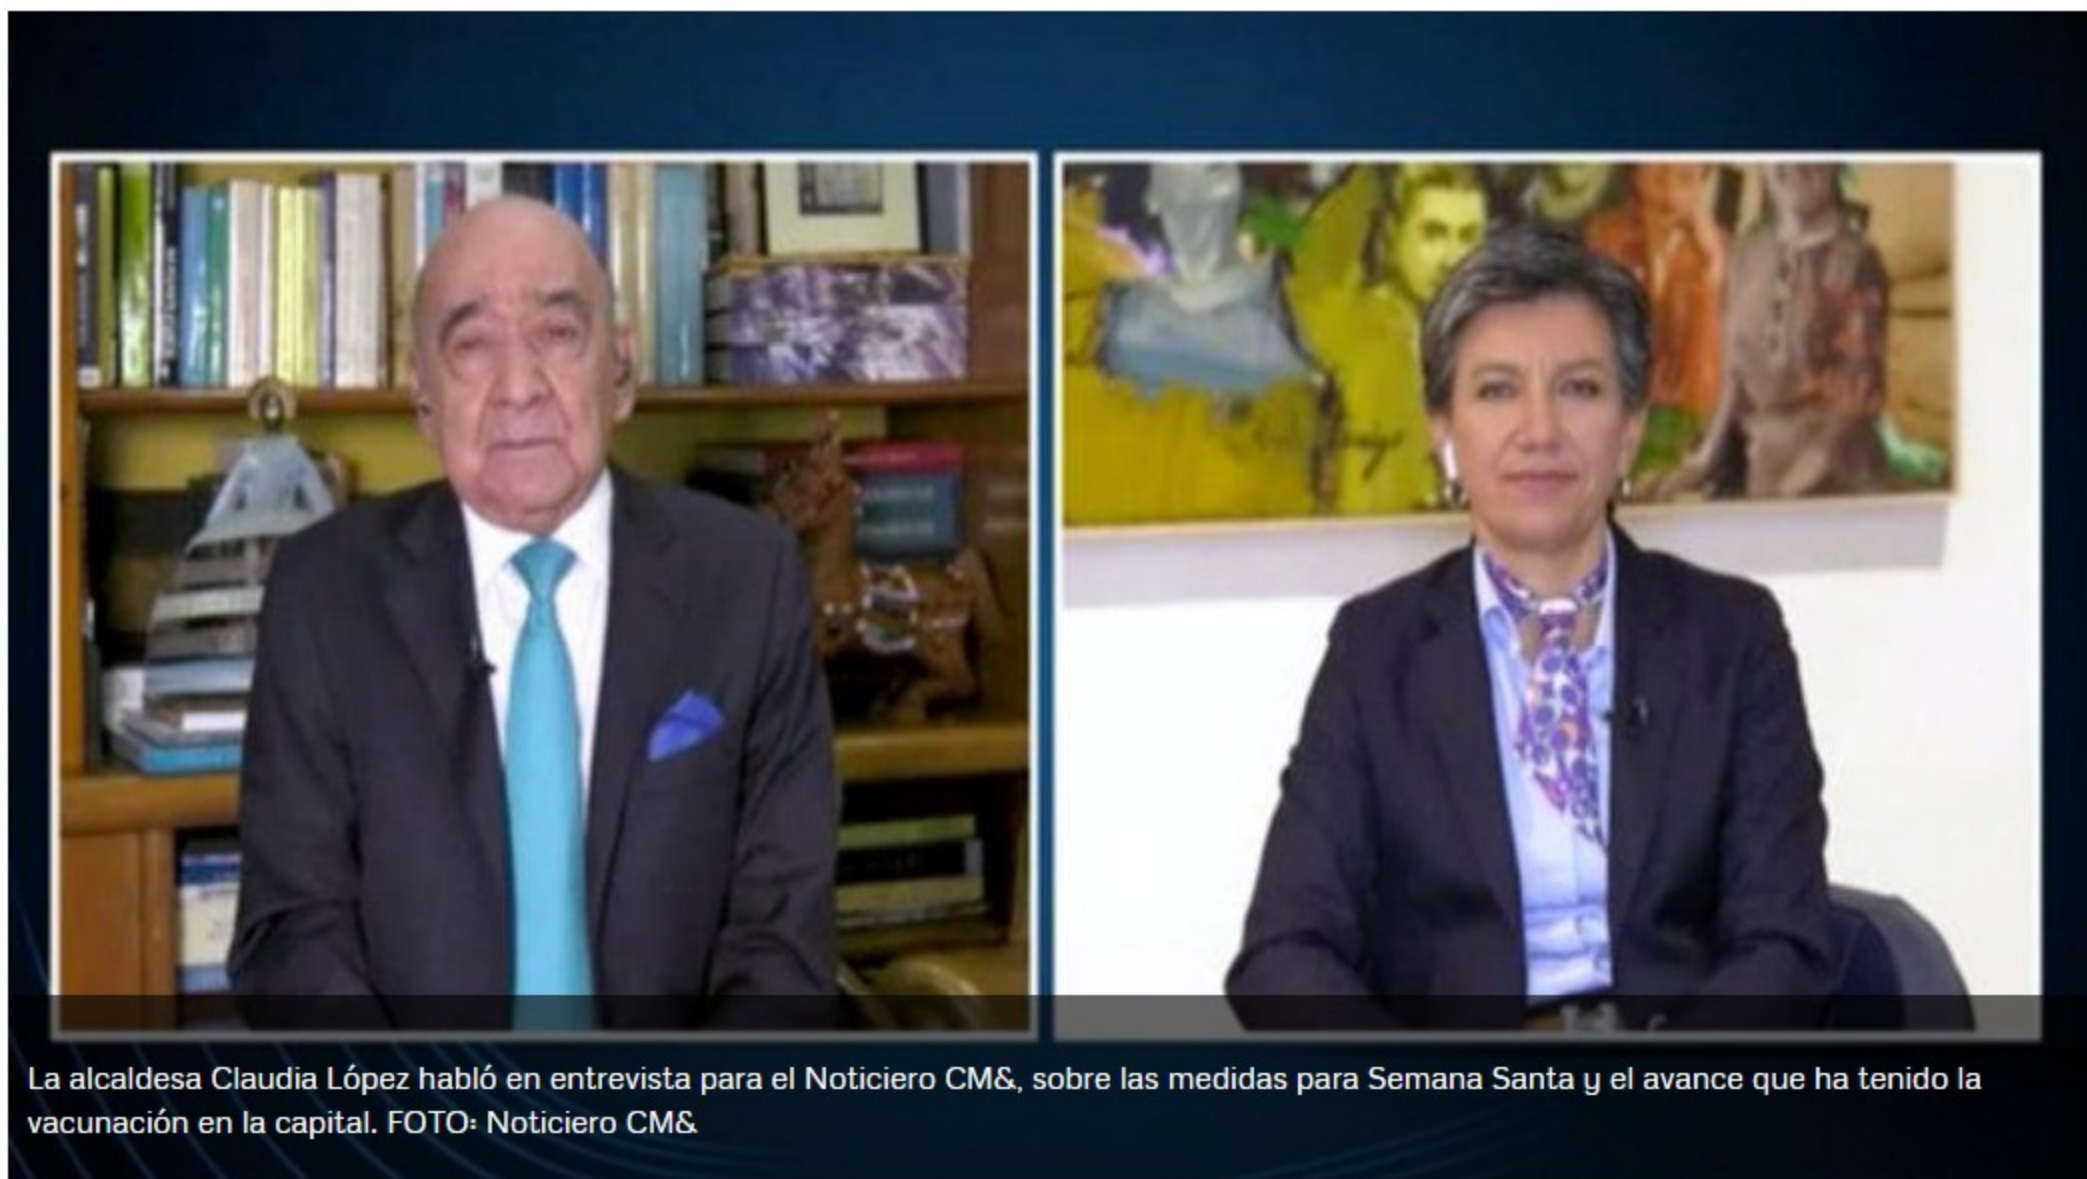 La alcaldesa Claudia López habló en entrevista para el Noticiero CM&, sobre las medidas para Semana Santa y el avance que ha tenido la
vacunación en la capital. FOTO: Noticiero CM&